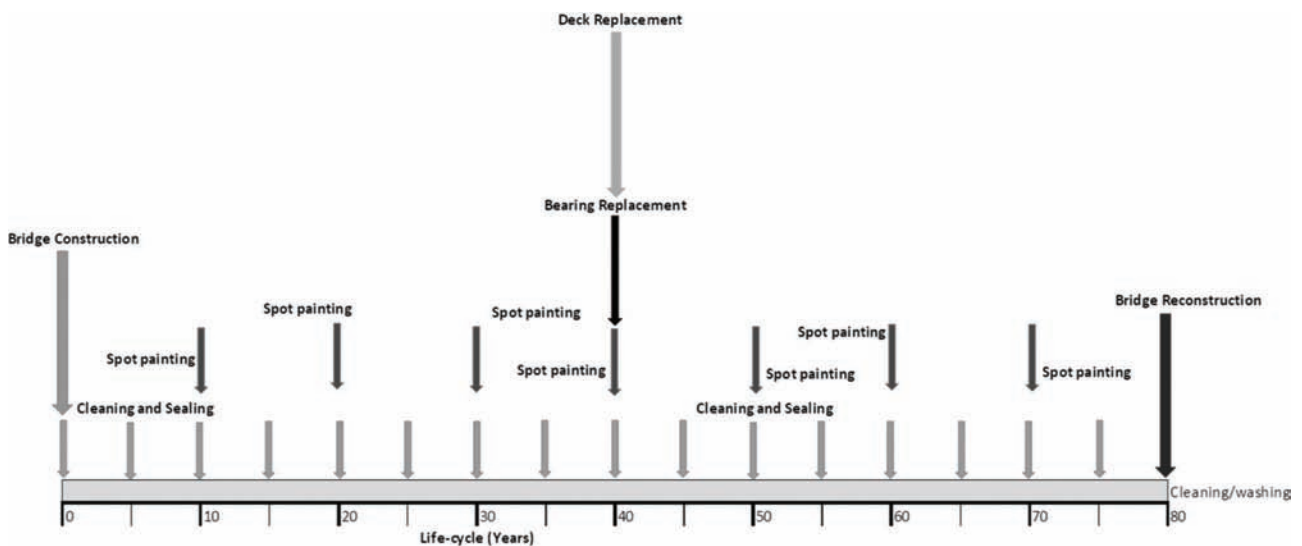 Deck Replacement
Bearing Replacement
Bridge Construction
Bridge Reconstruction
Spot painting
Spot painting
Spot painting
Spot painting
Spot painting
Spot painting
Spot painting
Cleaning and Sealing
Cleaning and Sealing
Cleaning/washing
0 10 20 30 40 50 60 70 80
Life-cycle (Years)